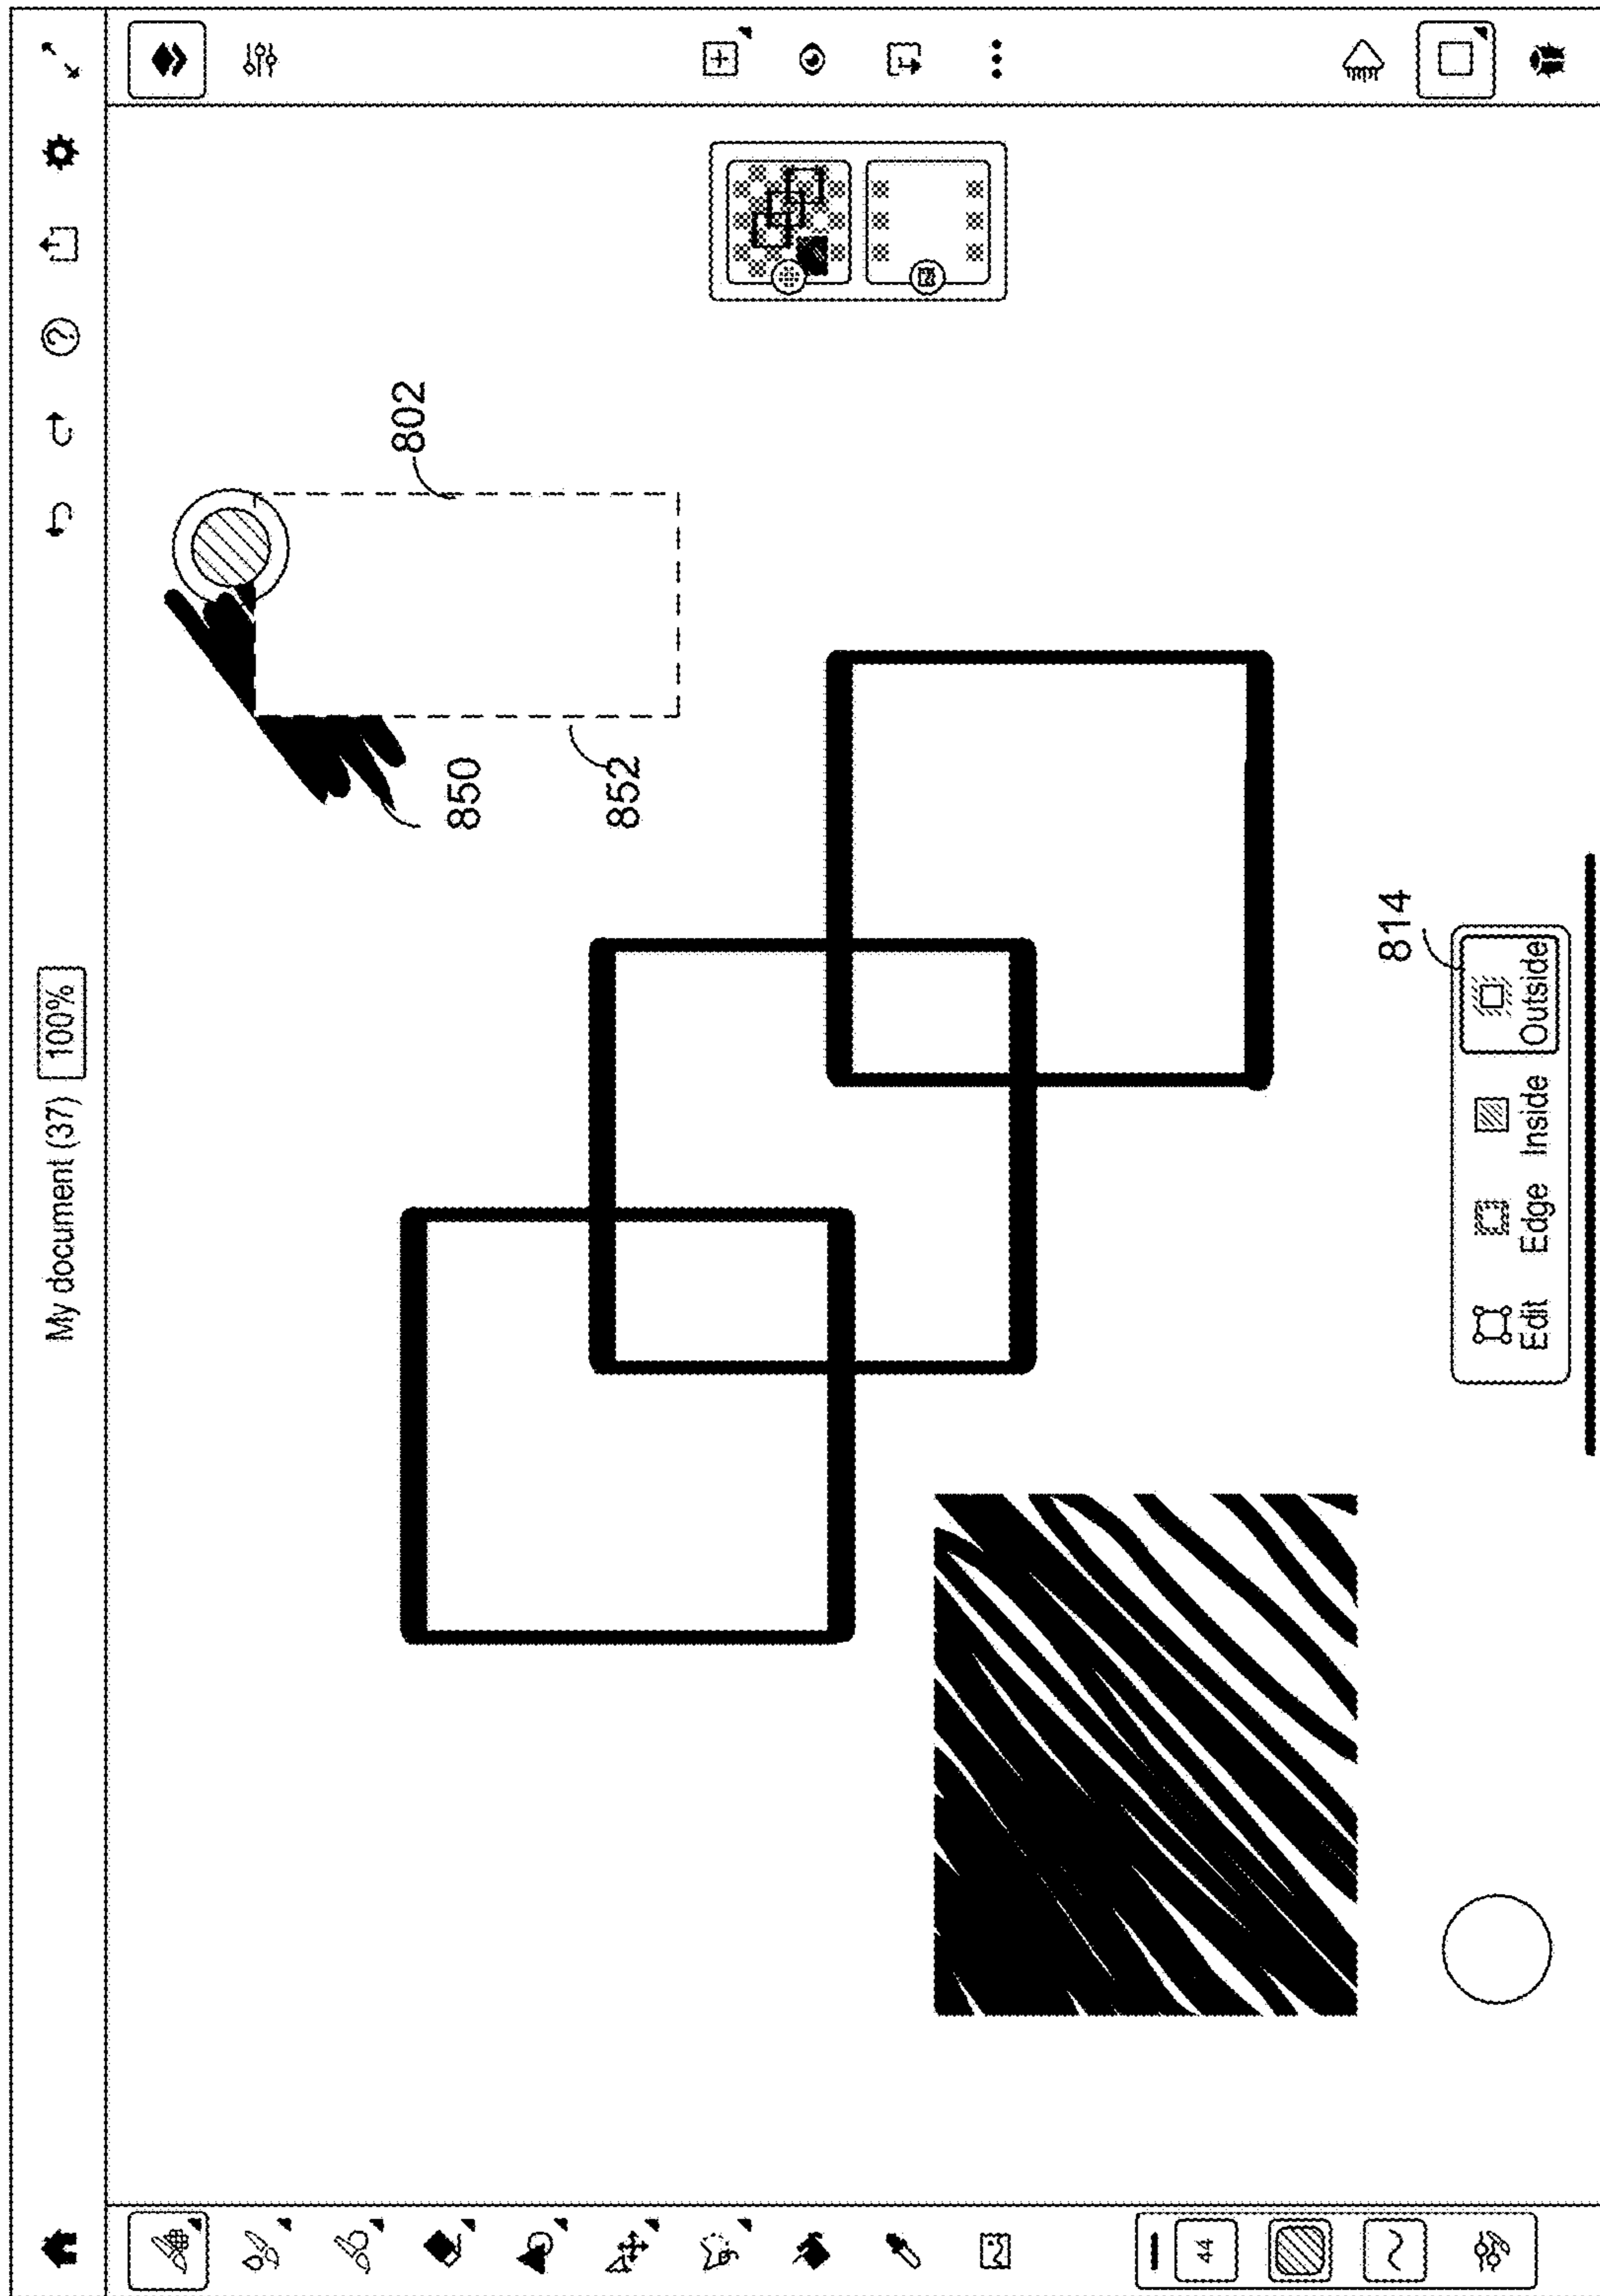 My document (37) 100%
802
850
852
814
Edit Edge Inside Outside
44